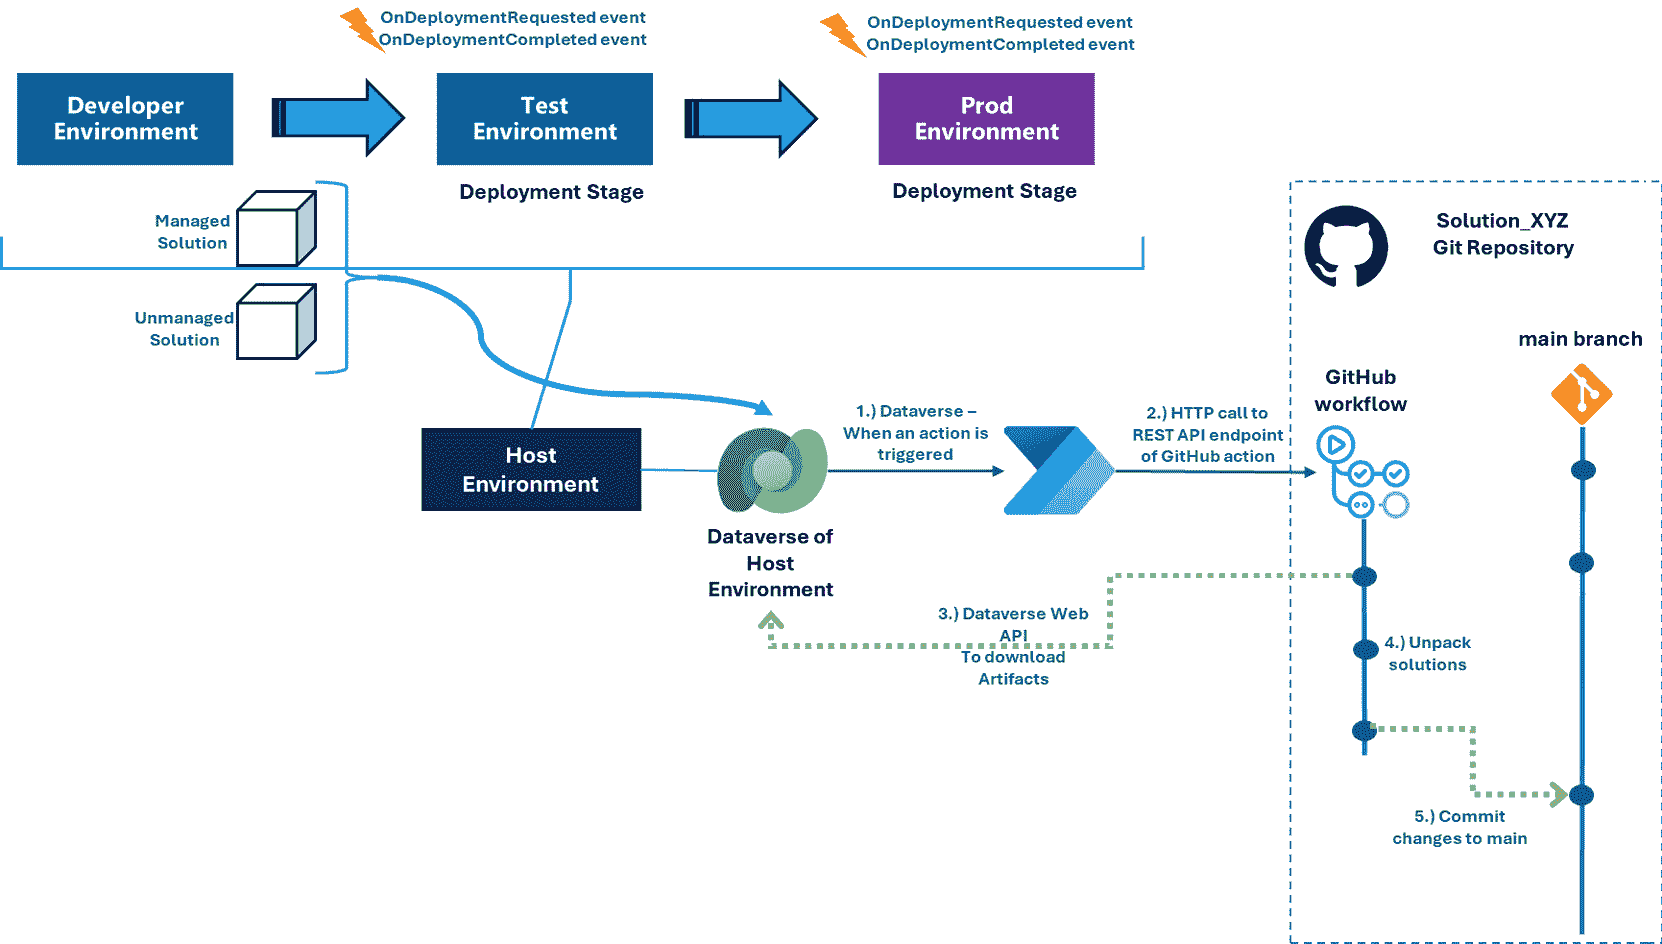 OnDeploymentRequested event
OnDeploymentCompleted event
OnDeploymentRequested event
OnDeploymentCompleted event
Developer
Environment
Test
Environment
Prod
Environment
Deployment Stage
Deployment Stage
Managed
Solution
Unmanaged
Solution
Solution_XYZ
Git Repository
main branch
GitHub
workflow
Host
Environment
Dataverse of
Host
Environment
1.) Dataverse –
When an action is
triggered
2.) HTTP call to
REST API endpoint
of GitHub action
3.) Dataverse Web
API
To download
Artifacts
4.) Unpack
solutions
5.) Commit
changes to main